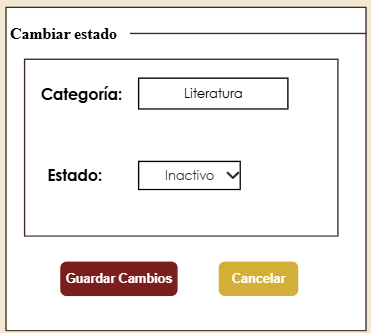 Cambiar estado
Categoría: Literatura
Estado: Inactivo
Guardar Cambios Cancelar